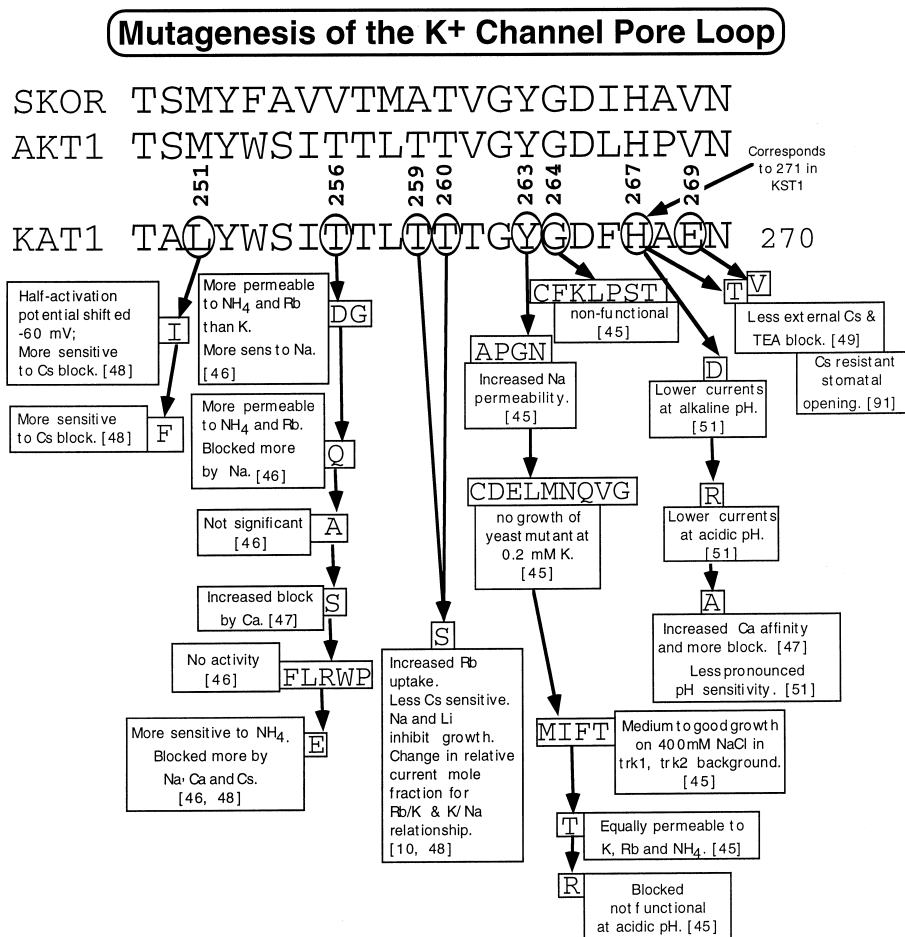 Mutagenesis of the K+ Channel Pore Loop
SKOR TSMYFAVVTMATVGYGDIHAVN
AKT1 TSMYWSITTLTTVGYGDLHPVN
Corresponds
to 271 in
KST1
251 256 259 260 263 264 267 269
KAT1 TALYWSITTLTTTGYGDFHAEN 270
Half-activation
potential shifted
-60 mV;
More sensitive
to Cs block. [48]
I
More sensitive
to Cs block. [48]
F
More permeable
to NH4 and Rb
than K.
More sens to Na.
[46]
DG
More permeable
to NH4 and Rb.
Blocked more
by Na. [46]
Q
Not significant
[46]
A
Increased block
by Ca. [47]
S
No activity
[46]
FLRWP
More sensitive to NH4.
Blocked more by
Na, Ca and Cs.
[46, 48]
E
S
Increased Rb
uptake.
Less Cs sensitive.
Na and Li
inhibit growth.
Change in relative
current mole
fraction for
Rb/K & K/Na
relationship.
[10, 48]
APGN
Increased Na
permeability.
[45]
CDELMNQVG
no growth of
yeast mutant at
0.2 mM K.
[45]
MIFT
Medium to good growth
on 400mM NaCl in
trk1, trk2 background.
[45]
T
Equally permeable to
K, Rb and NH4. [45]
R
Blocked
not functional
at acidic pH. [45]
CFKLPST
non-functional
[45]
D
Lower currents
at alkaline pH.
[51]
R
Lower currents
at acidic pH.
[51]
A
Increased Ca affinity
and more block. [47]
Less pronounced
pH sensitivity. [51]
T
V
Less external Cs &
TEA block. [49]
Cs resistant
stomatal
opening. [91]